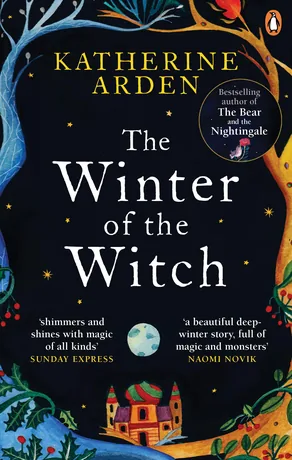 KATHERINE
ARDEN
Bestselling
author of
The Bear
and the
Nightingale
The
Winter
of the
Witch
'shimmers and
shines with magic
of all kinds'
SUNDAY EXPRESS
'a beautiful deep-
winter story, full of
magic and monsters'
NAOMI NOVIK